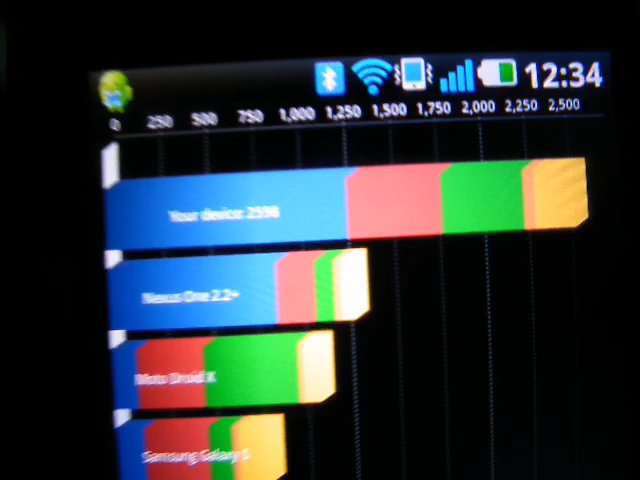 12:34
0 250 500 750 1,000 1,250 1,500 1,750 2,000 2,250 2,500
Your device: 2598
Nexus One 2.2+
Moto Droid X
Samsung Galaxy S